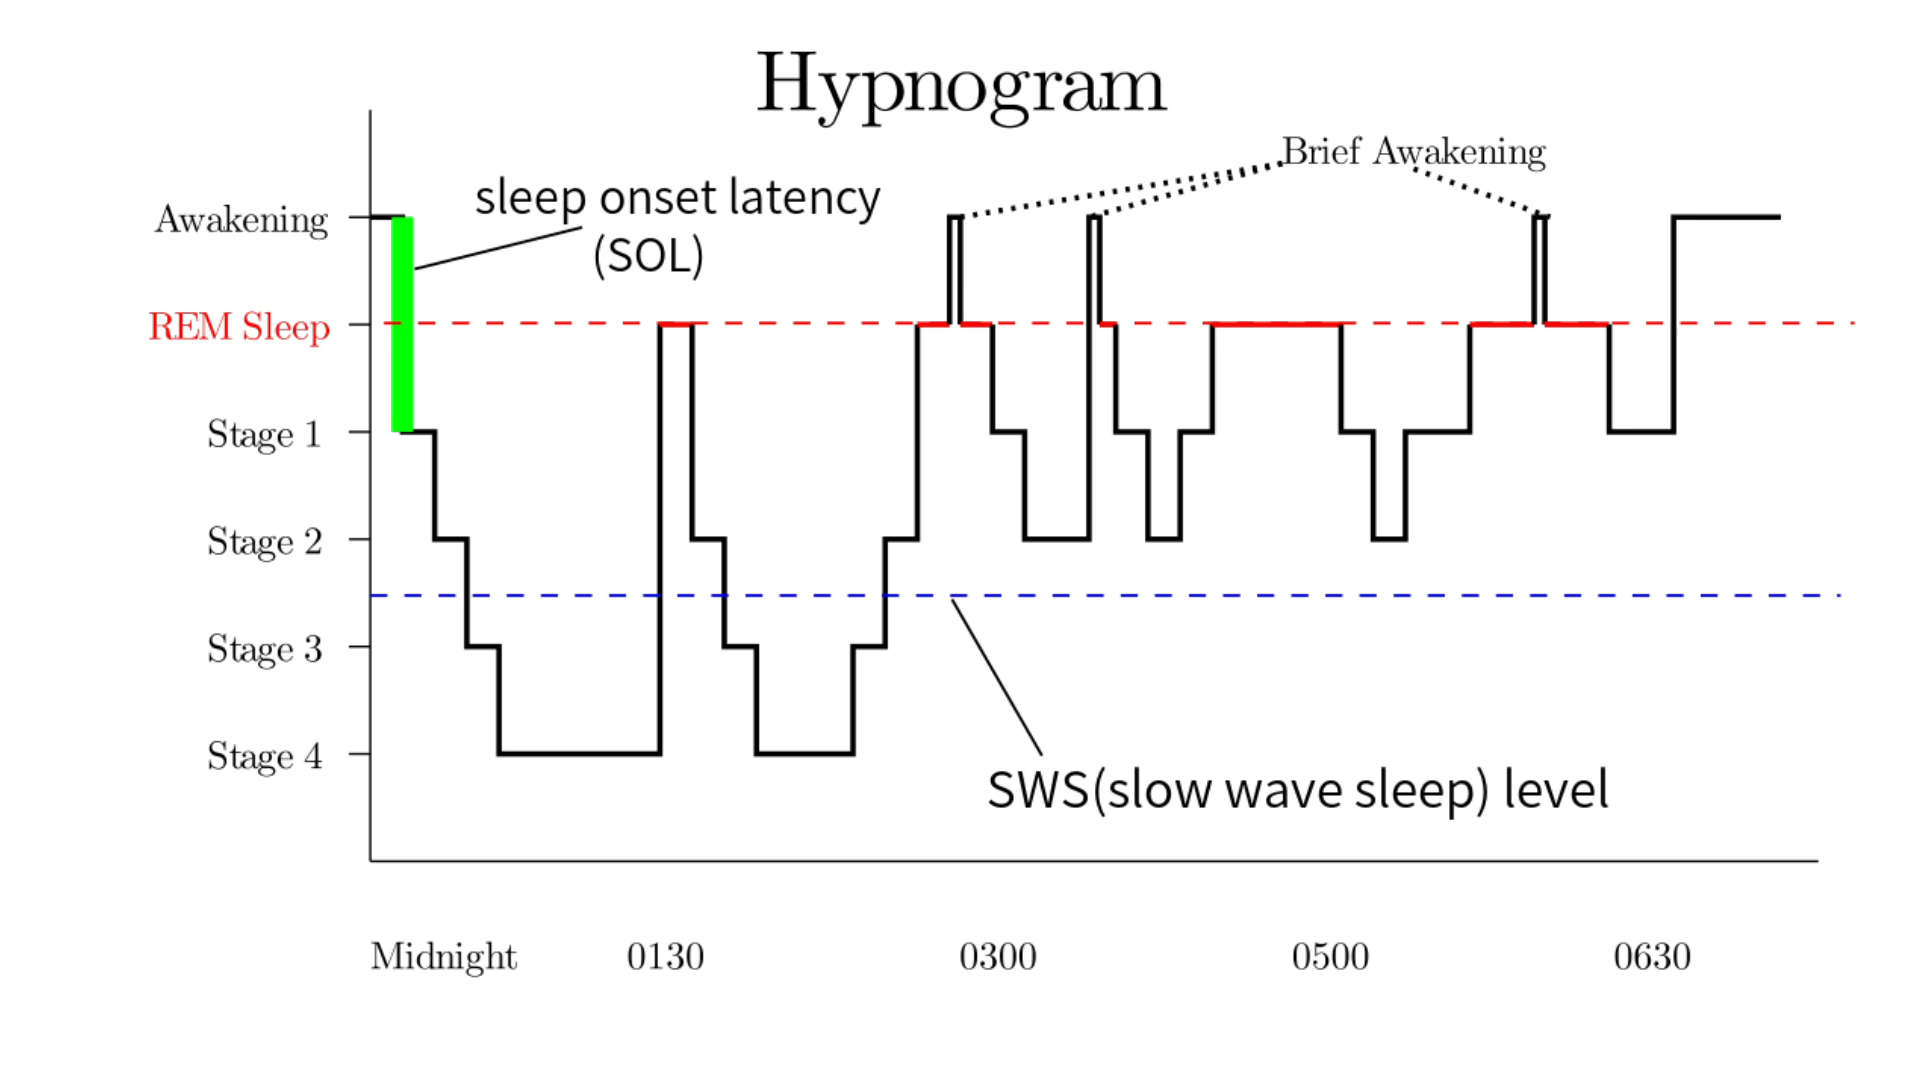 Hypnogram
Brief Awakening
sleep onset latency
(SOL)
Awakening
REM Sleep
Stage 1
Stage 2
Stage 3
Stage 4
SWS(slow wave sleep) level
Midnight 0130 0300 0500 0630